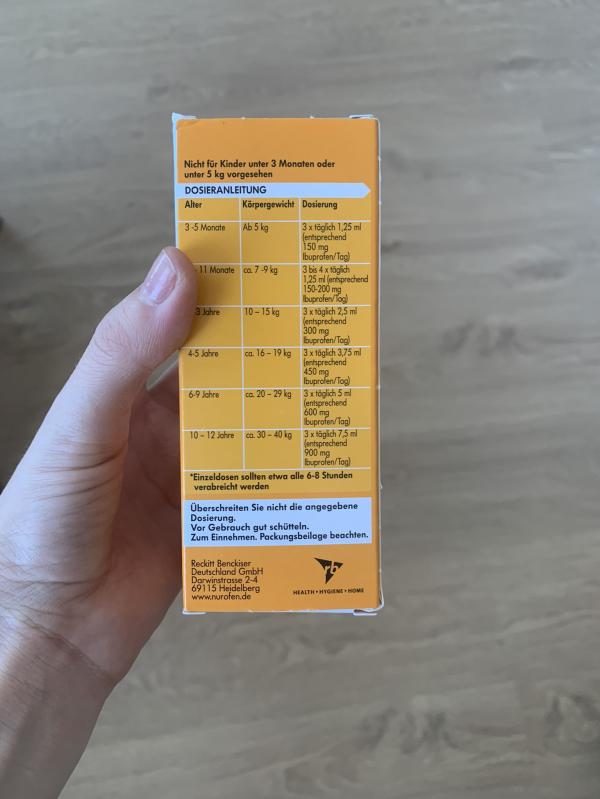 Nicht für Kinder unter 3 Monaten oder
unter 5 kg vorgesehen
DOSIERANLEITUNG
Alter Körpergewicht Dosierung
3 -5 Monate Ab 5 kg 3 x täglich 1,25 ml
(entsprechend
150 mg
Ibuprofen/Tag)
11 Monate ca. 7 -9 kg 3 bis 4 x täglich
1,25 ml (entsprechend
150-200 mg
Ibuprofen/Tag)
3 Jahre 10 – 15 kg 3 x täglich 2,5 ml
(entsprechend
300 mg
Ibuprofen/Tag)
4-5 Jahre ca. 16 – 19 kg 3 x täglich 3,75 ml
(entsprechend
450 mg
Ibuprofen/Tag)
6-9 Jahre ca. 20 – 29 kg 3 x täglich 5 ml
(entsprechend
600 mg
Ibuprofen/Tag)
10 – 12 Jahre ca. 30 – 40 kg 3 x täglich 7,5 ml
(entsprechend
900 mg
Ibuprofen/Tag)
*Einzeldosen sollten etwa alle 6-8 Stunden
verabreicht werden
Überschreiten Sie nicht die angegebene
Dosierung.
Vor Gebrauch gut schütteln.
Zum Einnehmen. Packungsbeilage beachten.
Reckitt Benckiser
Deutschland GmbH
Darwinstrasse 2-4
69115 Heidelberg
www.nurofen.de
rb
HEALTH • HYGIENE • HOME